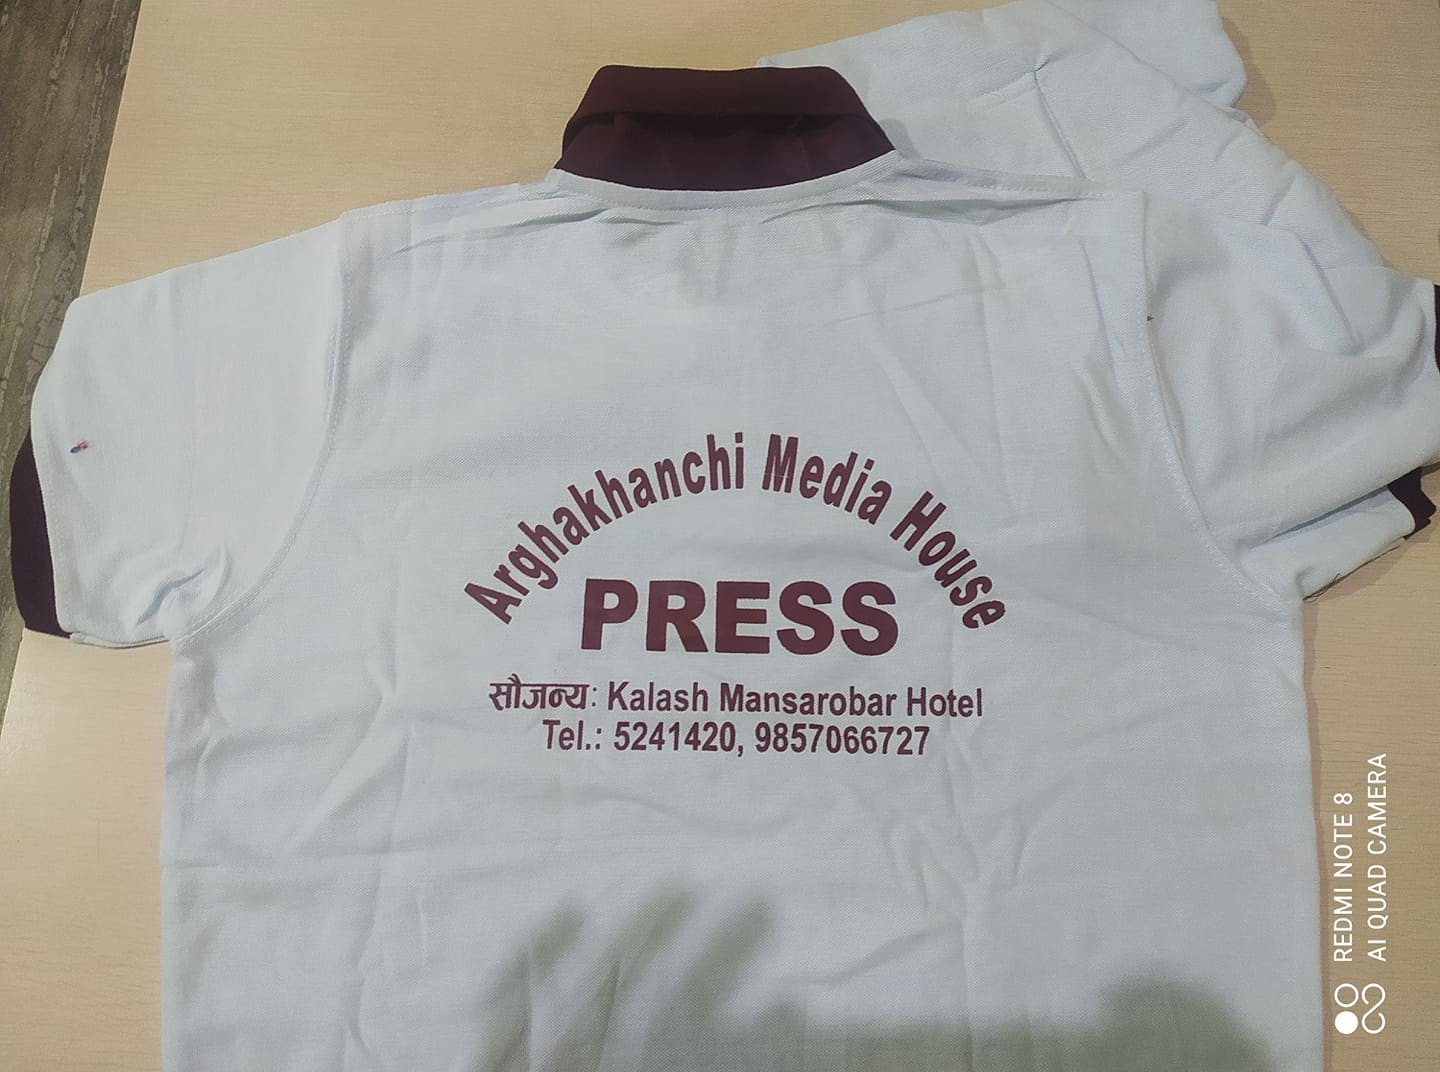 Arghakhanchi Media House
PRESS
सौजन्य: Kalash Mansarobar Hotel
Tel.: 5241420, 9857066727
REDMI NOTE 8
AI QUAD CAMERA